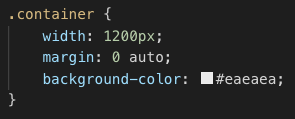 .container {
    width: 1200px;
    margin: 0 auto;
    background-color: #eaeaea;
}